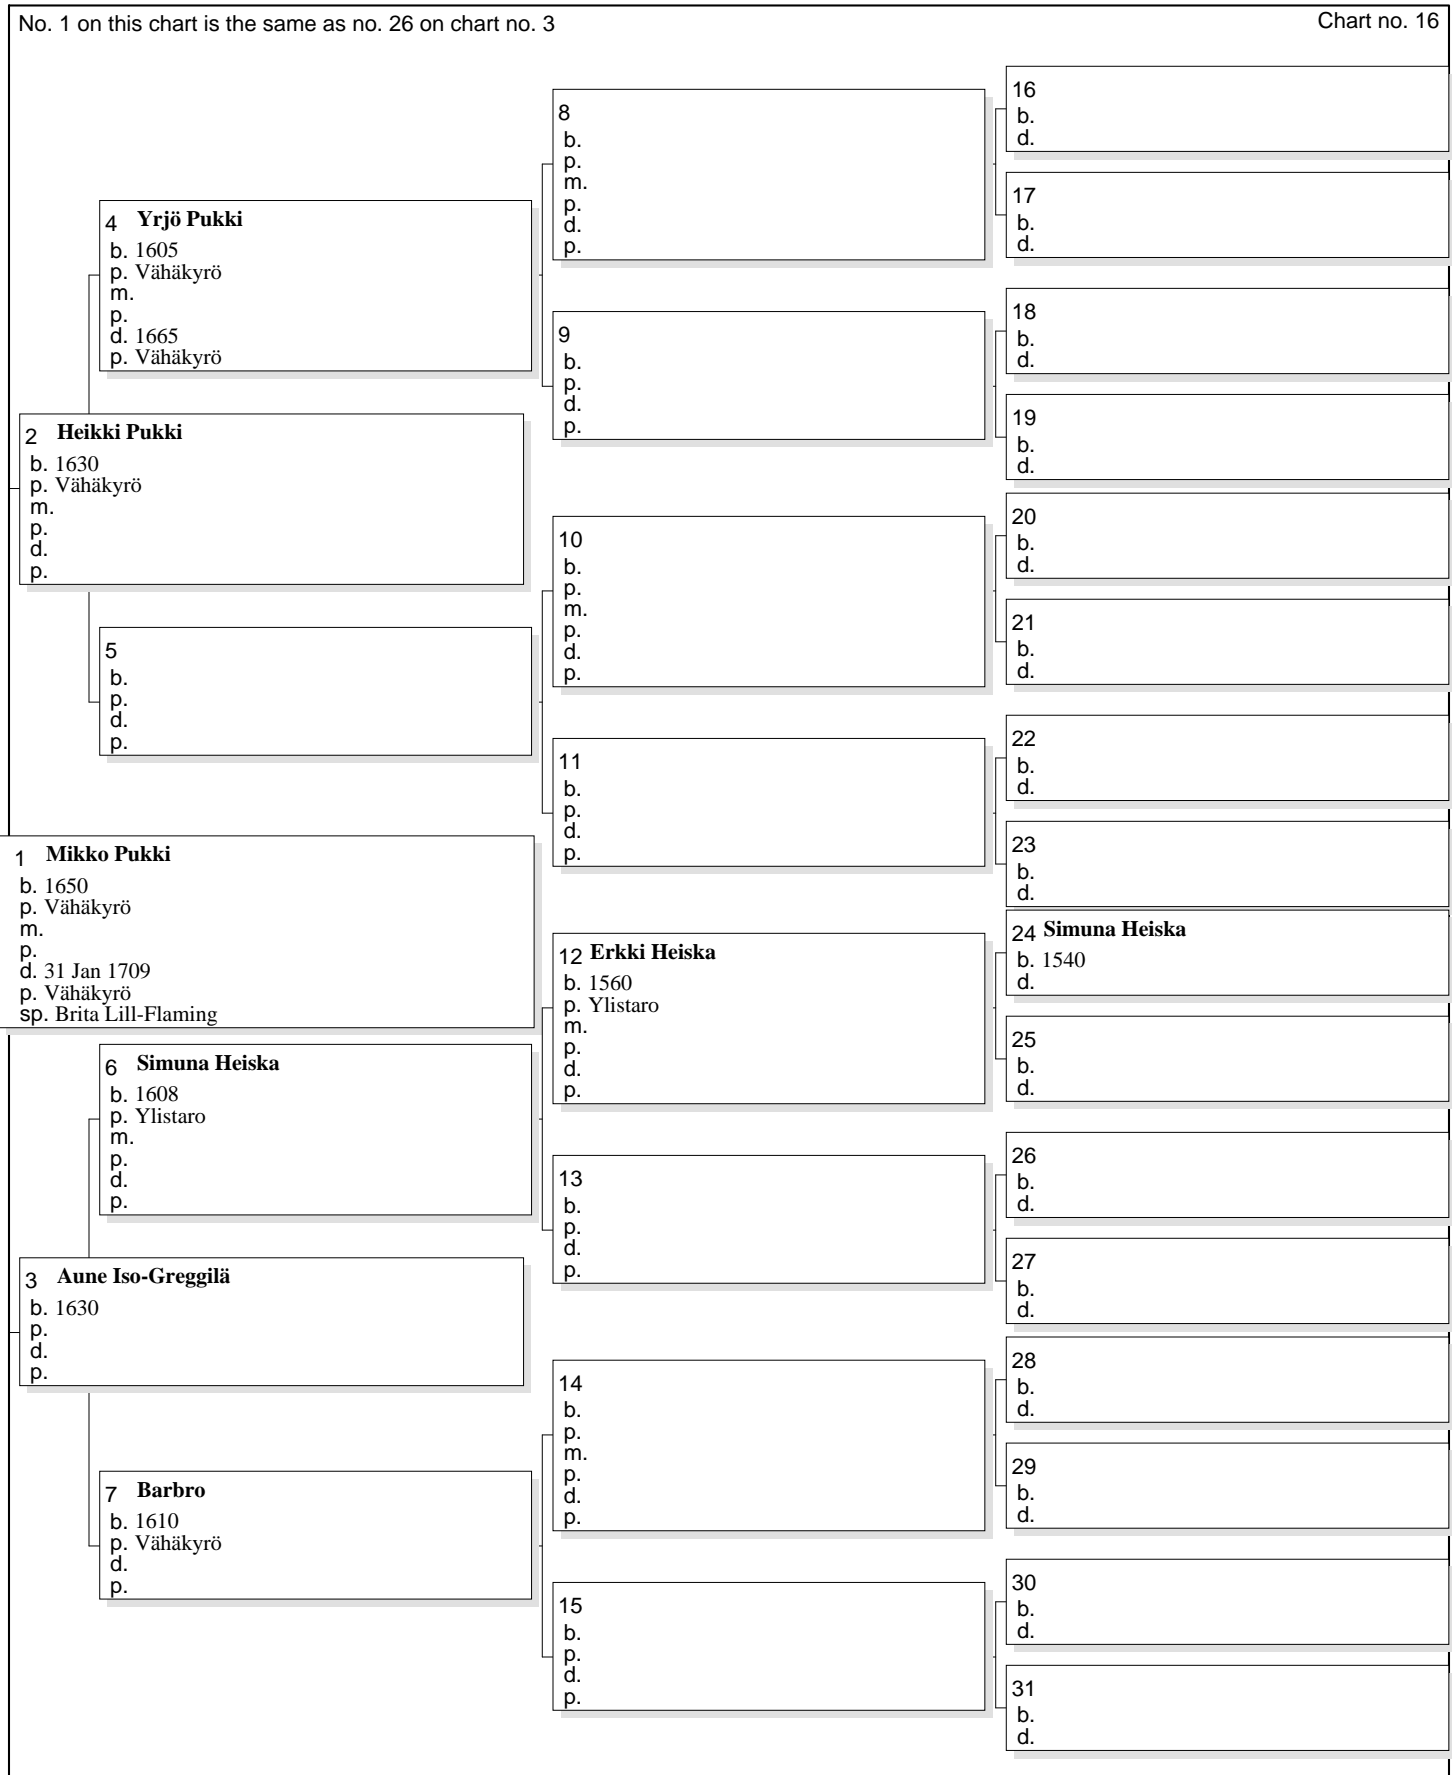 No. 1 on this chart is the same as no. 26 on chart no. 3
Chart no. 16
1 Mikko Pukki
b. 1650
p. Vähäkyrö
m.
p.
d. 31 Jan 1709
p. Vähäkyrö
sp. Brita Lill-Flaming
2 Heikki Pukki
b. 1630
p. Vähäkyrö
m.
p.
d.
p.
3 Aune Iso-Greggilä
b. 1630
p.
d.
p.
4 Yrjö Pukki
b. 1605
p. Vähäkyrö
m.
p.
d. 1665
p. Vähäkyrö
5
b.
p.
d.
p.
6 Simuna Heiska
b. 1608
p. Ylistaro
m.
p.
d.
p.
7 Barbro
b. 1610
p. Vähäkyrö
d.
p.
8
b.
p.
m.
p.
d.
p.
9
b.
p.
d.
p.
10
b.
p.
m.
p.
d.
p.
11
b.
p.
d.
p.
12 Erkki Heiska
b. 1560
p. Ylistaro
m.
p.
d.
p.
13
b.
p.
d.
p.
14
b.
p.
m.
p.
d.
p.
15
b.
p.
d.
p.
16
b.
d.
17
b.
d.
18
b.
d.
19
b.
d.
20
b.
d.
21
b.
d.
22
b.
d.
23
b.
d.
24 Simuna Heiska
b. 1540
d.
25
b.
d.
26
b.
d.
27
b.
d.
28
b.
d.
29
b.
d.
30
b.
d.
31
b.
d.